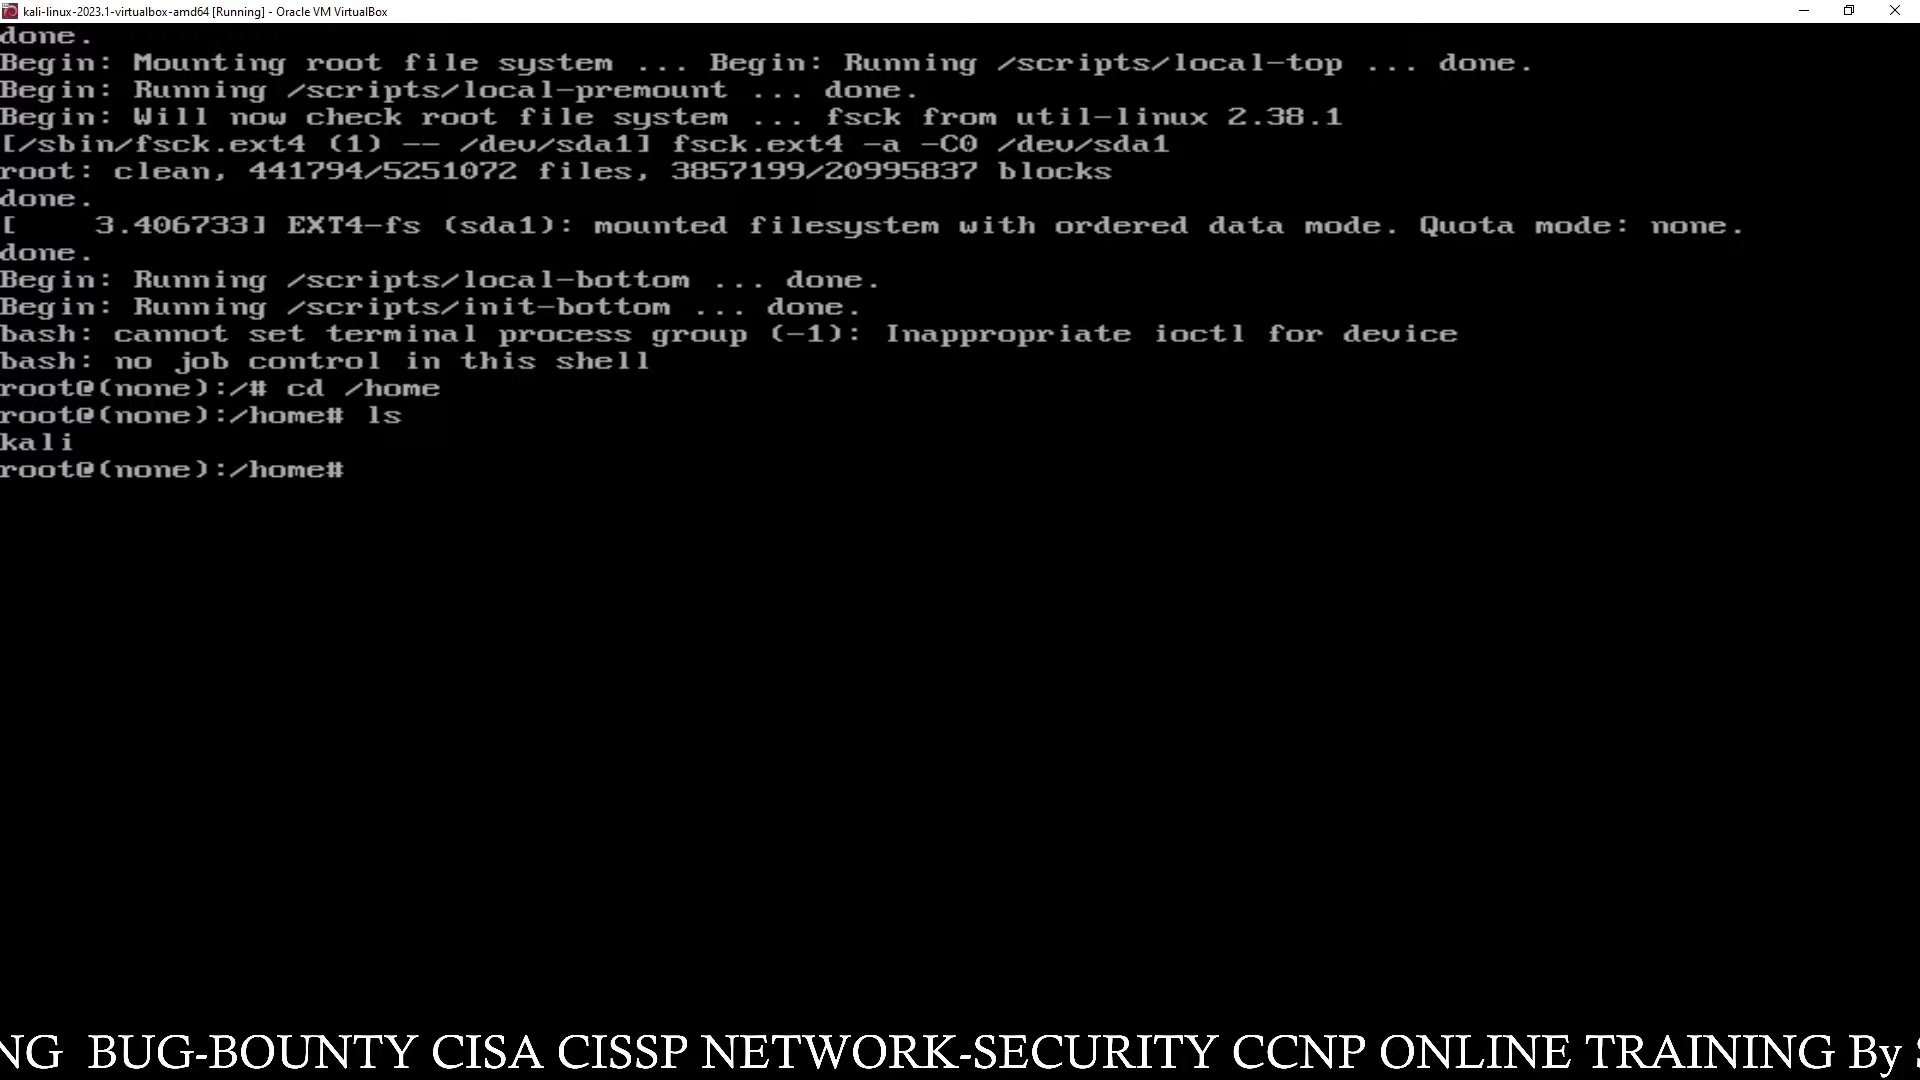 kali-linux-2023.1-virtualbox-amd64 [Running] - Oracle VM VirtualBox
done.
Begin: Mounting root file system ... Begin: Running /scripts/local-top ... done.
Begin: Running /scripts/local-premount ... done.
Begin: Will now check root file system ... fsck from util-linux 2.38.1
[/sbin/fsck.ext4 (1) -- /dev/sda1] fsck.ext4 -a -C0 /dev/sda1
root: clean, 441794/5251072 files, 3857199/20995837 blocks
done.
[    3.406733] EXT4-fs (sda1): mounted filesystem with ordered data mode. Quota mode: none.
done.
Begin: Running /scripts/local-bottom ... done.
Begin: Running /scripts/init-bottom ... done.
bash: cannot set terminal process group (-1): Inappropriate ioctl for device
bash: no job control in this shell
root@(none):/# cd /home
root@(none):/home# ls
kali
root@(none):/home#
NG BUG-BOUNTY CISA CISSP NETWORK-SECURITY CCNP ONLINE TRAINING By S